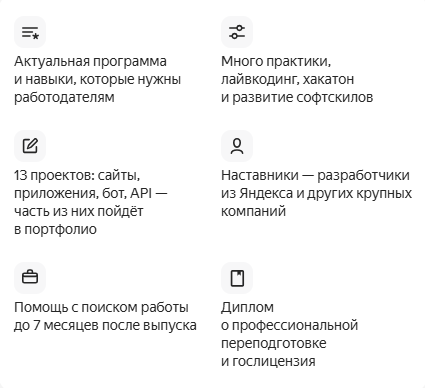 Актуальная программа
и навыки, которые нужны
работодателям
Много практики,
лайвкодинг, хакатон
и развитие софтскилов
13 проектов: сайты,
приложения, бот, API —
часть из них пойдёт
в портфолио
Наставники — разработчики
из Яндекса и других крупных
компаний
Помощь с поиском работы
до 7 месяцев после выпуска
Диплом
о профессиональной
переподготовке
и гослицензия